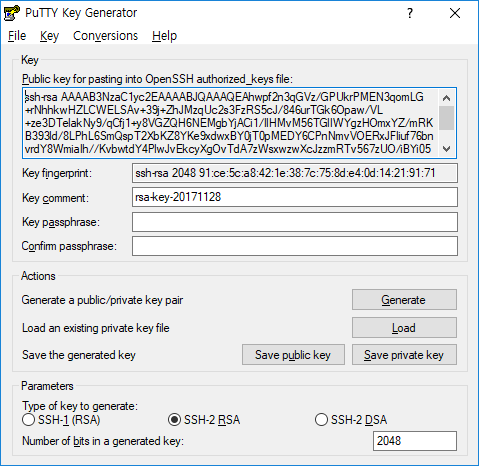 PuTTY Key Generator
File Key Conversions Help
Key
Public key for pasting into OpenSSH authorized_keys file:
ssh-rsa AAAAB3NzaC1yc2EAAAABJQAAAQEAhwpf2n3qGVz/GPUkrPMEN3qomLG
+rNhhkwHZLCWELSAv+39j+ZhJMzqUc2s3FzRS5cJ/846urTGk6Opaw/VL
+ze3DTelakNy9/qCfj1+y8VGZQH6NEMgbYjACi1/lIHMvM56TGIIWYgzHOmxYZ/mRK
B393Id/8LPhL6SmQspT2XbKZ8YKe9xdwxBY0jT0pMEDY6CPnNmvVOERxJFliuf76bn
vrdY8Wmialh//KvbwtdY4PlwJvEkcyXgOvTdA7zWsxwzwXcJzzmRTv567zUO/iBYi05
Key fingerprint: ssh-rsa 2048 91:ce:5c:a8:42:1e:38:7c:75:8d:e4:0d:14:21:91:71
Key comment: rsa-key-20171128
Key passphrase:
Confirm passphrase:
Actions
Generate a public/private key pair Generate
Load an existing private key file Load
Save the generated key Save public key Save private key
Parameters
Type of key to generate:
SSH-1 (RSA) SSH-2 RSA SSH-2 DSA
Number of bits in a generated key: 2048